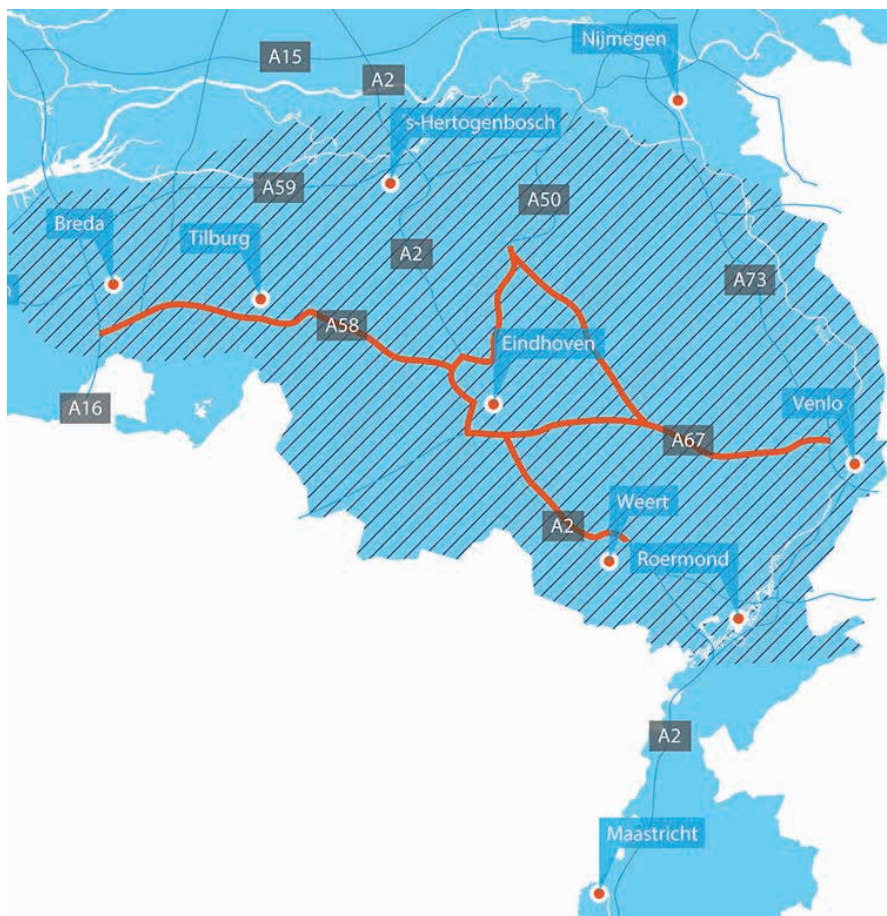 Nijmegen
A15
A2
's-Hertogenbosch
A59
A50
Breda
Tilburg
A2
A73
A58
Eindhoven
A16
Venlo
A67
Weert
A2
Roermond
A2
Maastricht